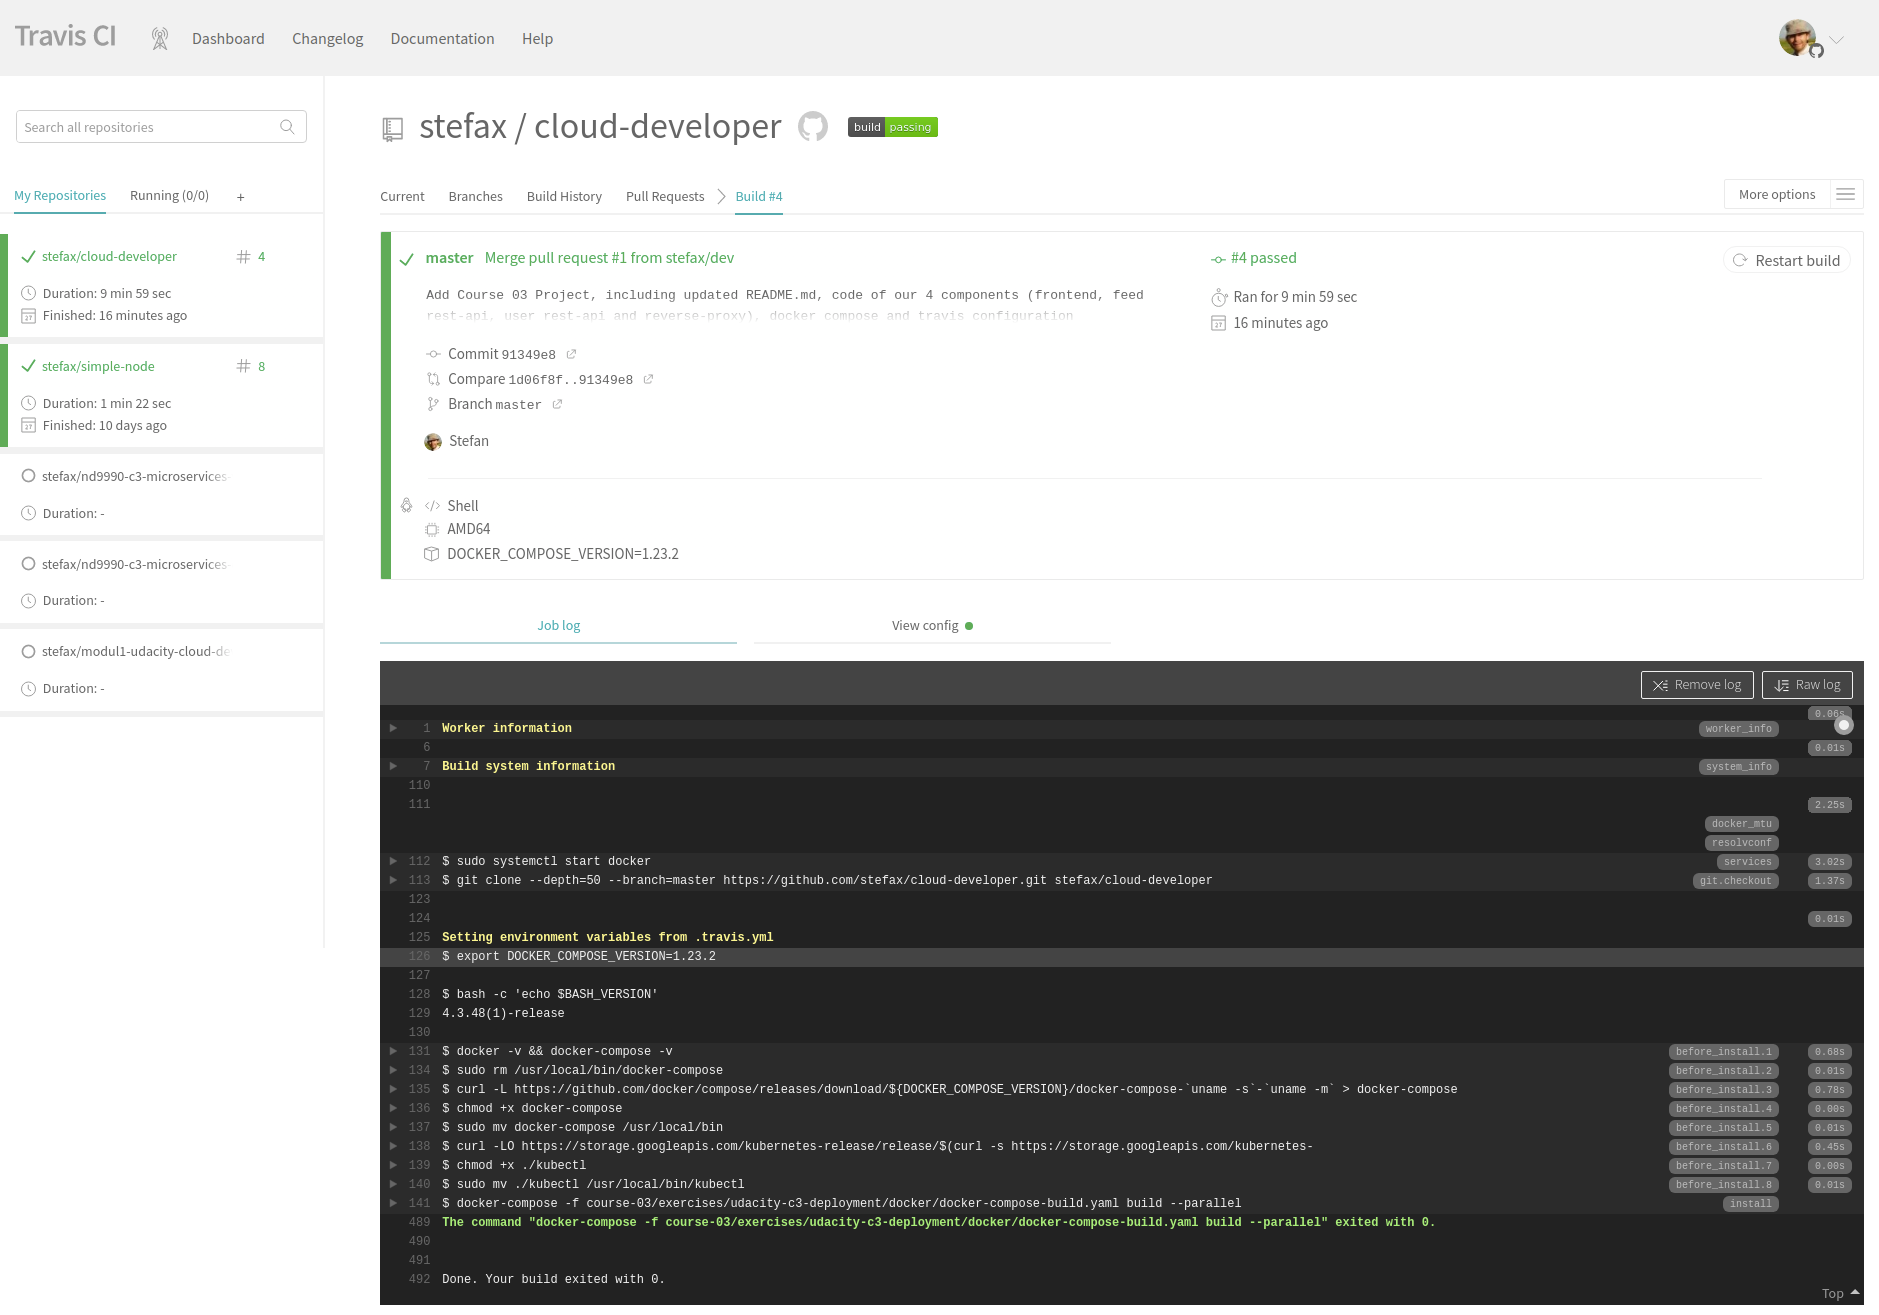 Travis CI
Dashboard
Changelog
Documentation
Help
Search all repositories
My Repositories
Running (0/0)
+
stefax/cloud-developer
# 4
Duration: 9 min 59 sec
Finished: 16 minutes ago
stefax/simple-node
# 8
Duration: 1 min 22 sec
Finished: 10 days ago
stefax/nd9990-c3-microservices-
Duration: -
stefax/nd9990-c3-microservices-
Duration: -
stefax/modul1-udacity-cloud-de
Duration: -
stefax / cloud-developer
build passing
Current
Branches
Build History
Pull Requests
Build #4
More options
master Merge pull request #1 from stefax/dev
Add Course 03 Project, including updated README.md, code of our 4 components (frontend, feed
rest-api, user rest-api and reverse-proxy), docker compose and travis configuration
Commit 91349e8
Compare 1d06f8f..91349e8
Branch master
Stefan
#4 passed
Ran for 9 min 59 sec
16 minutes ago
Restart build
Shell
AMD64
DOCKER_COMPOSE_VERSION=1.23.2
Job log
View config
Remove log
Raw log
0.06s
1 Worker information worker_info
6 0.01s
7 Build system information system_info
110
111 2.25s
docker_mtu
resolvconf
112 $ sudo systemctl start docker services 3.02s
113 $ git clone --depth=50 --branch=master https://github.com/stefax/cloud-developer.git stefax/cloud-developer git.checkout 1.37s
123
124 0.01s
125 Setting environment variables from .travis.yml
126 $ export DOCKER_COMPOSE_VERSION=1.23.2
127
128 $ bash -c 'echo $BASH_VERSION'
129 4.3.48(1)-release
130
131 $ docker -v && docker-compose -v before_install.1 0.68s
134 $ sudo rm /usr/local/bin/docker-compose before_install.2 0.01s
135 $ curl -L https://github.com/docker/compose/releases/download/${DOCKER_COMPOSE_VERSION}/docker-compose-`uname -s`-`uname -m` > docker-compose before_install.3 0.78s
136 $ chmod +x docker-compose before_install.4 0.00s
137 $ sudo mv docker-compose /usr/local/bin before_install.5 0.01s
138 $ curl -LO https://storage.googleapis.com/kubernetes-release/release/$(curl -s https://storage.googleapis.com/kubernetes- before_install.6 0.45s
139 $ chmod +x ./kubectl before_install.7 0.00s
140 $ sudo mv ./kubectl /usr/local/bin/kubectl before_install.8 0.01s
141 $ docker-compose -f course-03/exercises/udacity-c3-deployment/docker/docker-compose-build.yaml build --parallel install
489 The command "docker-compose -f course-03/exercises/udacity-c3-deployment/docker/docker-compose-build.yaml build --parallel" exited with 0.
490
491
492 Done. Your build exited with 0.
Top